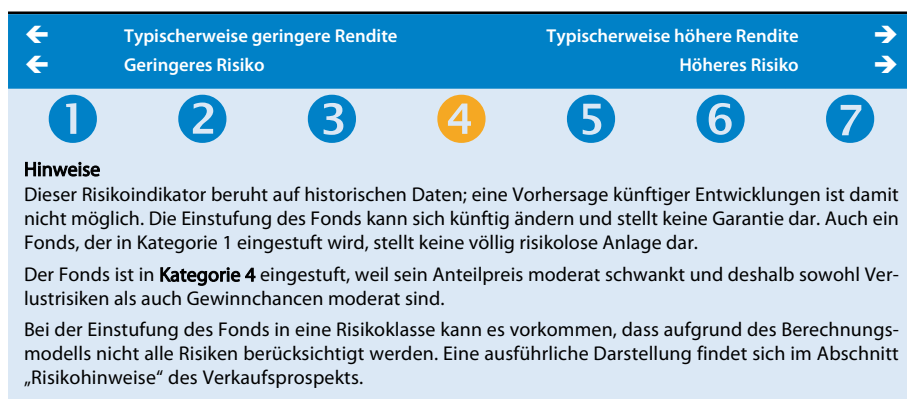 ← Typischerweise geringere Rendite Typischerweise höhere Rendite →
← Geringeres Risiko Höheres Risiko →
1 2 3 4 5 6 7
Hinweise
Dieser Risikoindikator beruht auf historischen Daten; eine Vorhersage künftiger Entwicklungen ist damit
nicht möglich. Die Einstufung des Fonds kann sich künftig ändern und stellt keine Garantie dar. Auch ein
Fonds, der in Kategorie 1 eingestuft wird, stellt keine völlig risikolose Anlage dar.
Der Fonds ist in Kategorie 4 eingestuft, weil sein Anteilpreis moderat schwankt und deshalb sowohl Ver-
lustrisiken als auch Gewinnchancen moderat sind.
Bei der Einstufung des Fonds in eine Risikoklasse kann es vorkommen, dass aufgrund des Berechnungs-
modells nicht alle Risiken berücksichtigt werden. Eine ausführliche Darstellung findet sich im Abschnitt
„Risikohinweise“ des Verkaufsprospekts.